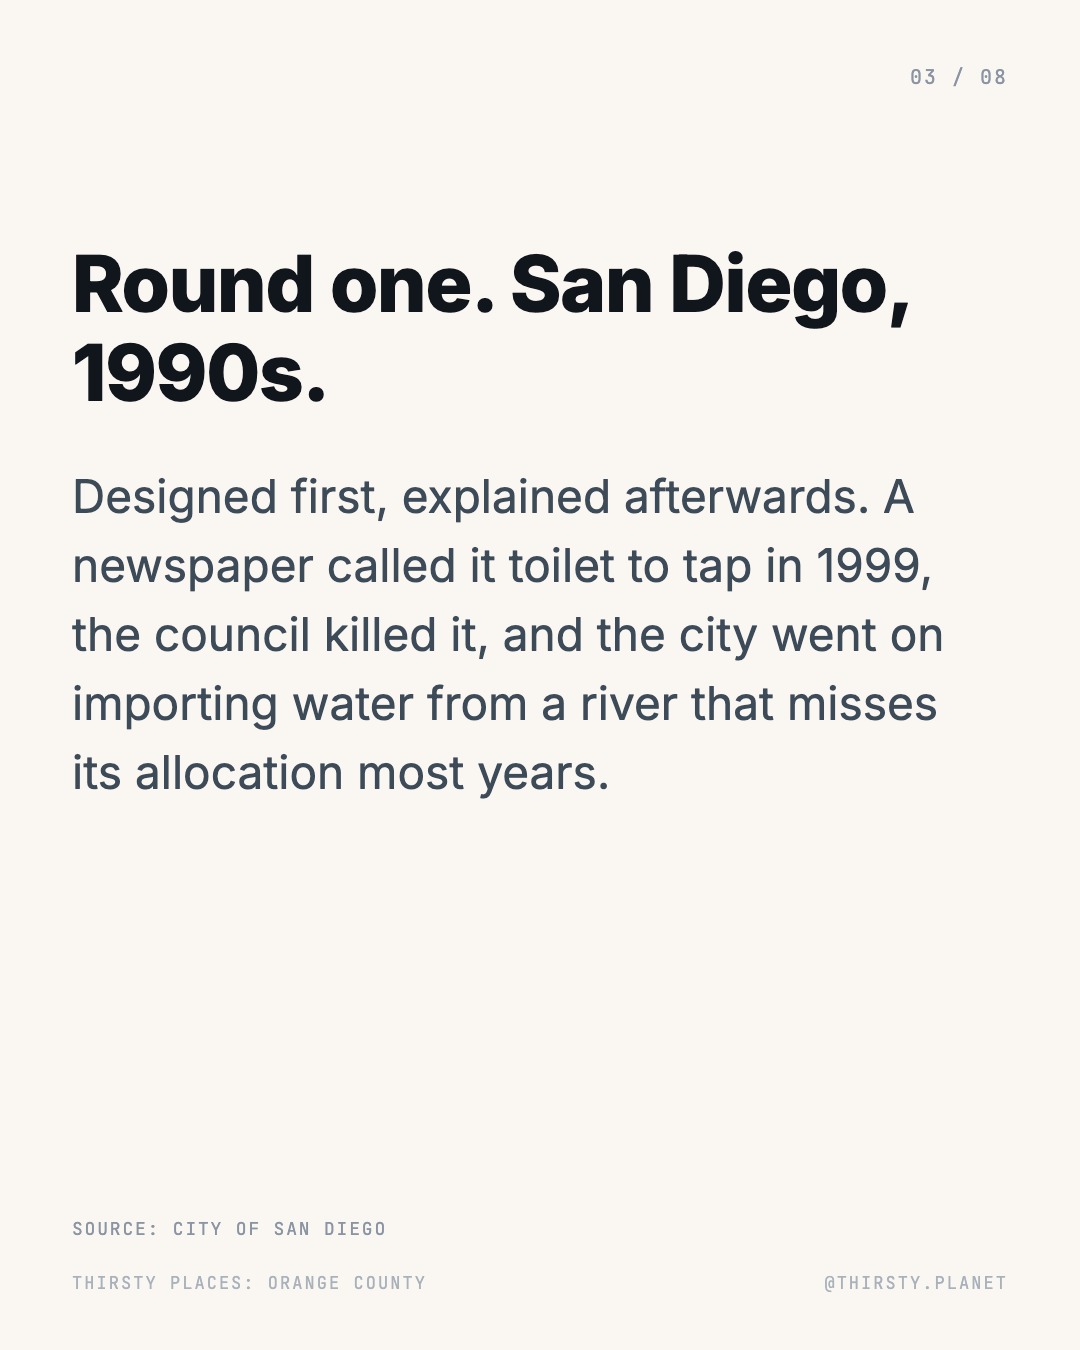 03 / 08
Round one. San Diego,
1990s.
Designed first, explained afterwards. A
newspaper called it toilet to tap in 1999,
the council killed it, and the city went on
importing water from a river that misses
its allocation most years.
SOURCE: CITY OF SAN DIEGO
THIRSTY PLACES: ORANGE COUNTY
@THIRSTY.PLANET